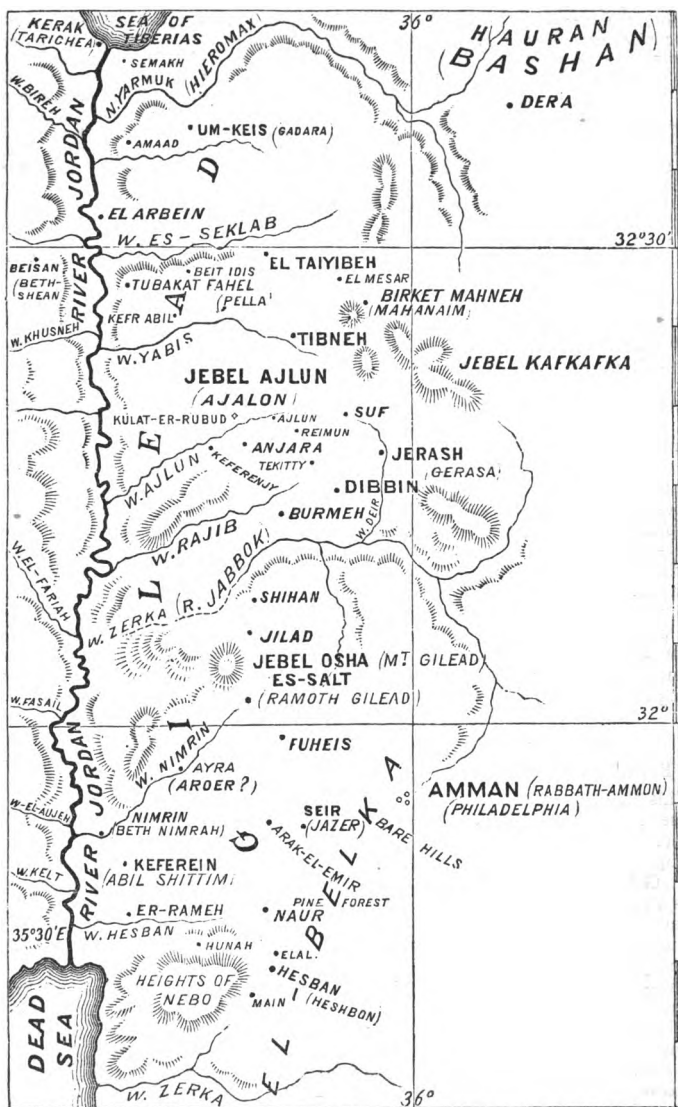 KERAK
(TARICHEA)
SEA OF
TIBERIAS
36°
HAURAN
(BASHAN)
SEMAKH
N. YARMUK (HIEROMAX)
W. BIREH
DERA
UM-KEIS (GADARA)
AMAAD
RIVER JORDAN
EL ARBEIN
W. ES-SEKLAB
32°30'
BEISAN
(BETH-
SHEAN)
BEIT IDIS
EL TAIYIBEH
TUBAKAT FAHEL
(PELLA)
EL MESAR
BIRKET MAHNEH
(MAHANAIM)
KEFR ABIL
W. KHUSNEH
W. YABIS
TIBNEH
JEBEL KAFKAFKA
JEBEL AJLUN
(AJALON)
KULAT-ER-RUBUD
AJLUN
SUF
REIMUN
ANJARA
JERASH
(GERASA)
KEFERENJY
TEKITTY
W. AJLUN
DIBBIN
BURMEH
W. DEIR
W. RAJIB
W. EL-FARIAH
W. ZERKA (R. JABBOK)
SHIHAN
JILAD
JEBEL OSHA (MT. GILEAD)
ES-SALT
(RAMOTH GILEAD)
W. FASAIL
32°
RIVER JORDAN
W. NIMRIN
FUHEIS
AYRA
(AROER?)
AMMAN (RABBATH-AMMON)
(PHILADELPHIA)
W-EL-AUJEH
NIMRIN
(BETH NIMRAH)
SEIR
(JAZER)
ARAK-EL-EMIR
BARE HILLS
KEFEREIN
(ABIL SHITTIM)
W. KELT
PINE FOREST
ER-RAMEH
NAUR
35°30'E
W. HESBAN
HUNAH
ELAL
HESBAN
(HESHBON)
HEIGHTS OF
NEBO
MAIN
DEAD
SEA
W. ZERKA
36°
GILEAD
EL BELKA